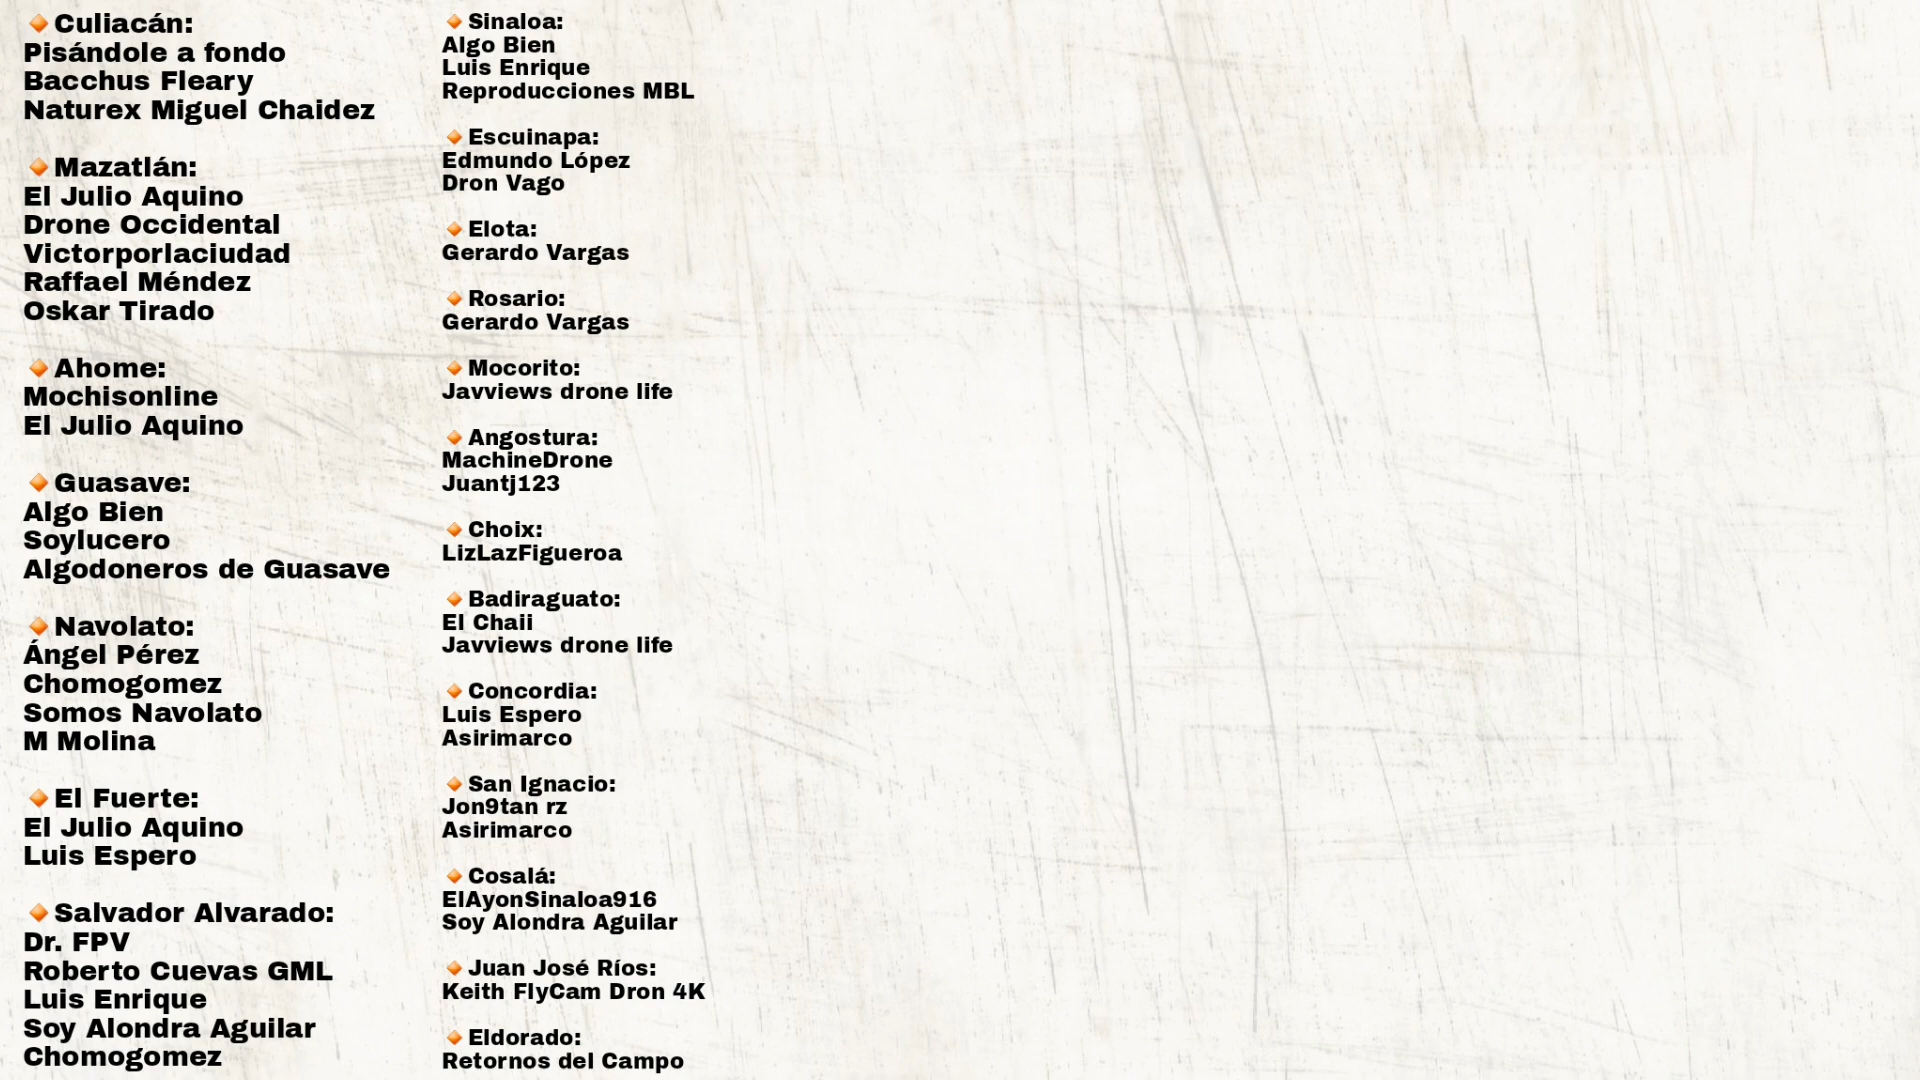 🔸Culiacán:
Pisándole a fondo
Bacchus Fleary
Naturex Miguel Chaidez
🔸Mazatlán:
El Julio Aquino
Drone Occidental
Victorporlaciudad
Raffael Méndez
Oskar Tirado
🔸Ahome:
Mochisonline
El Julio Aquino
🔸Guasave:
Algo Bien
Soylucero
Algodoneros de Guasave
🔸Navolato:
Ángel Pérez
Chomogomez
Somos Navolato
M Molina
🔸El Fuerte:
El Julio Aquino
Luis Espero
🔸Salvador Alvarado:
Dr. FPV
Roberto Cuevas GML
Luis Enrique
Soy Alondra Aguilar
Chomogomez
🔸Sinaloa:
Algo Bien
Luis Enrique
Reproducciones MBL
🔸Escuinapa:
Edmundo López
Dron Vago
🔸Elota:
Gerardo Vargas
🔸Rosario:
Gerardo Vargas
🔸Mocorito:
Javviews drone life
🔸Angostura:
MachineDrone
Juantj123
🔸Choix:
LizLazFigueroa
🔸Badiraguato:
El Chaii
Javviews drone life
🔸Concordia:
Luis Espero
Asirimarco
🔸San Ignacio:
Jon9tan rz
Asirimarco
🔸Cosalá:
ElAyonSinaloa916
Soy Alondra Aguilar
🔸Juan José Ríos:
Keith FlyCam Dron 4K
🔸Eldorado:
Retornos del Campo